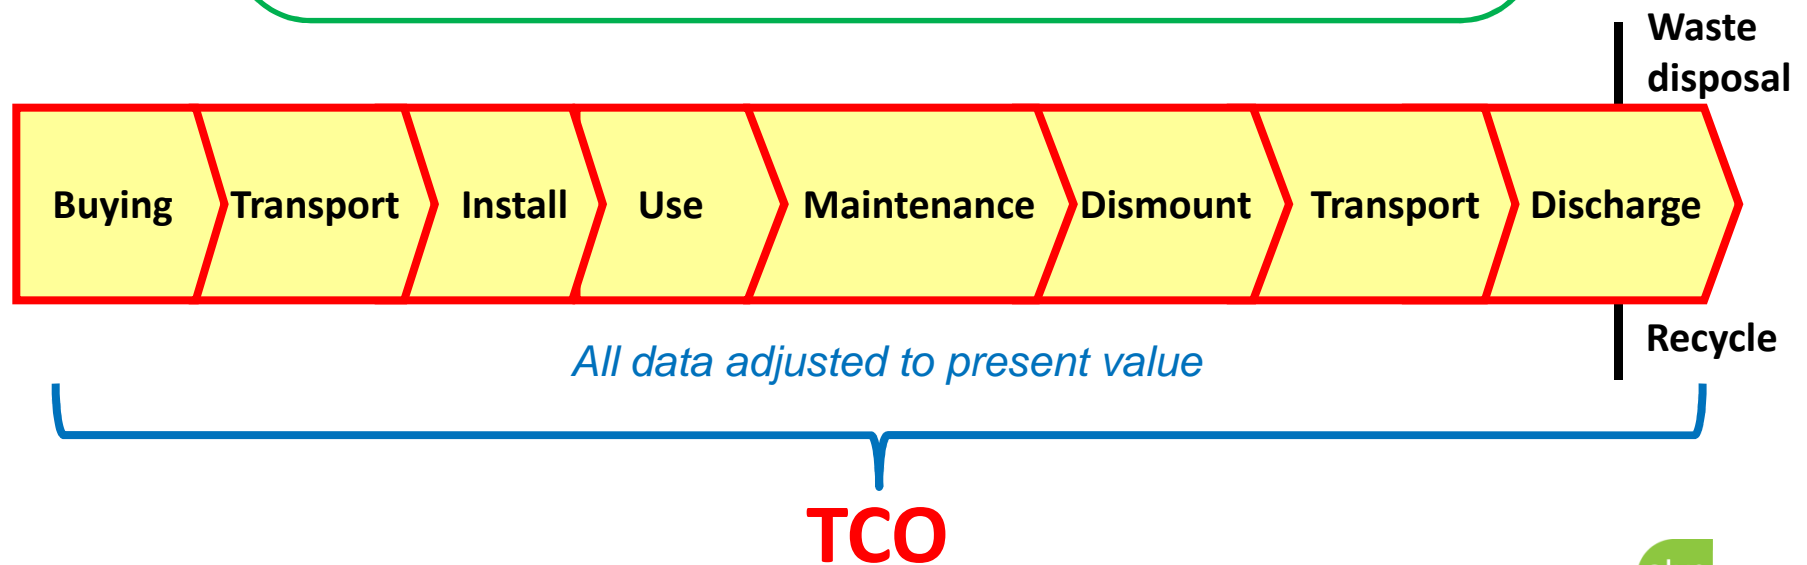 Waste
disposal
Buying Transport Install Use Maintenance Dismount Transport Discharge
Recycle
All data adjusted to present value
TCO